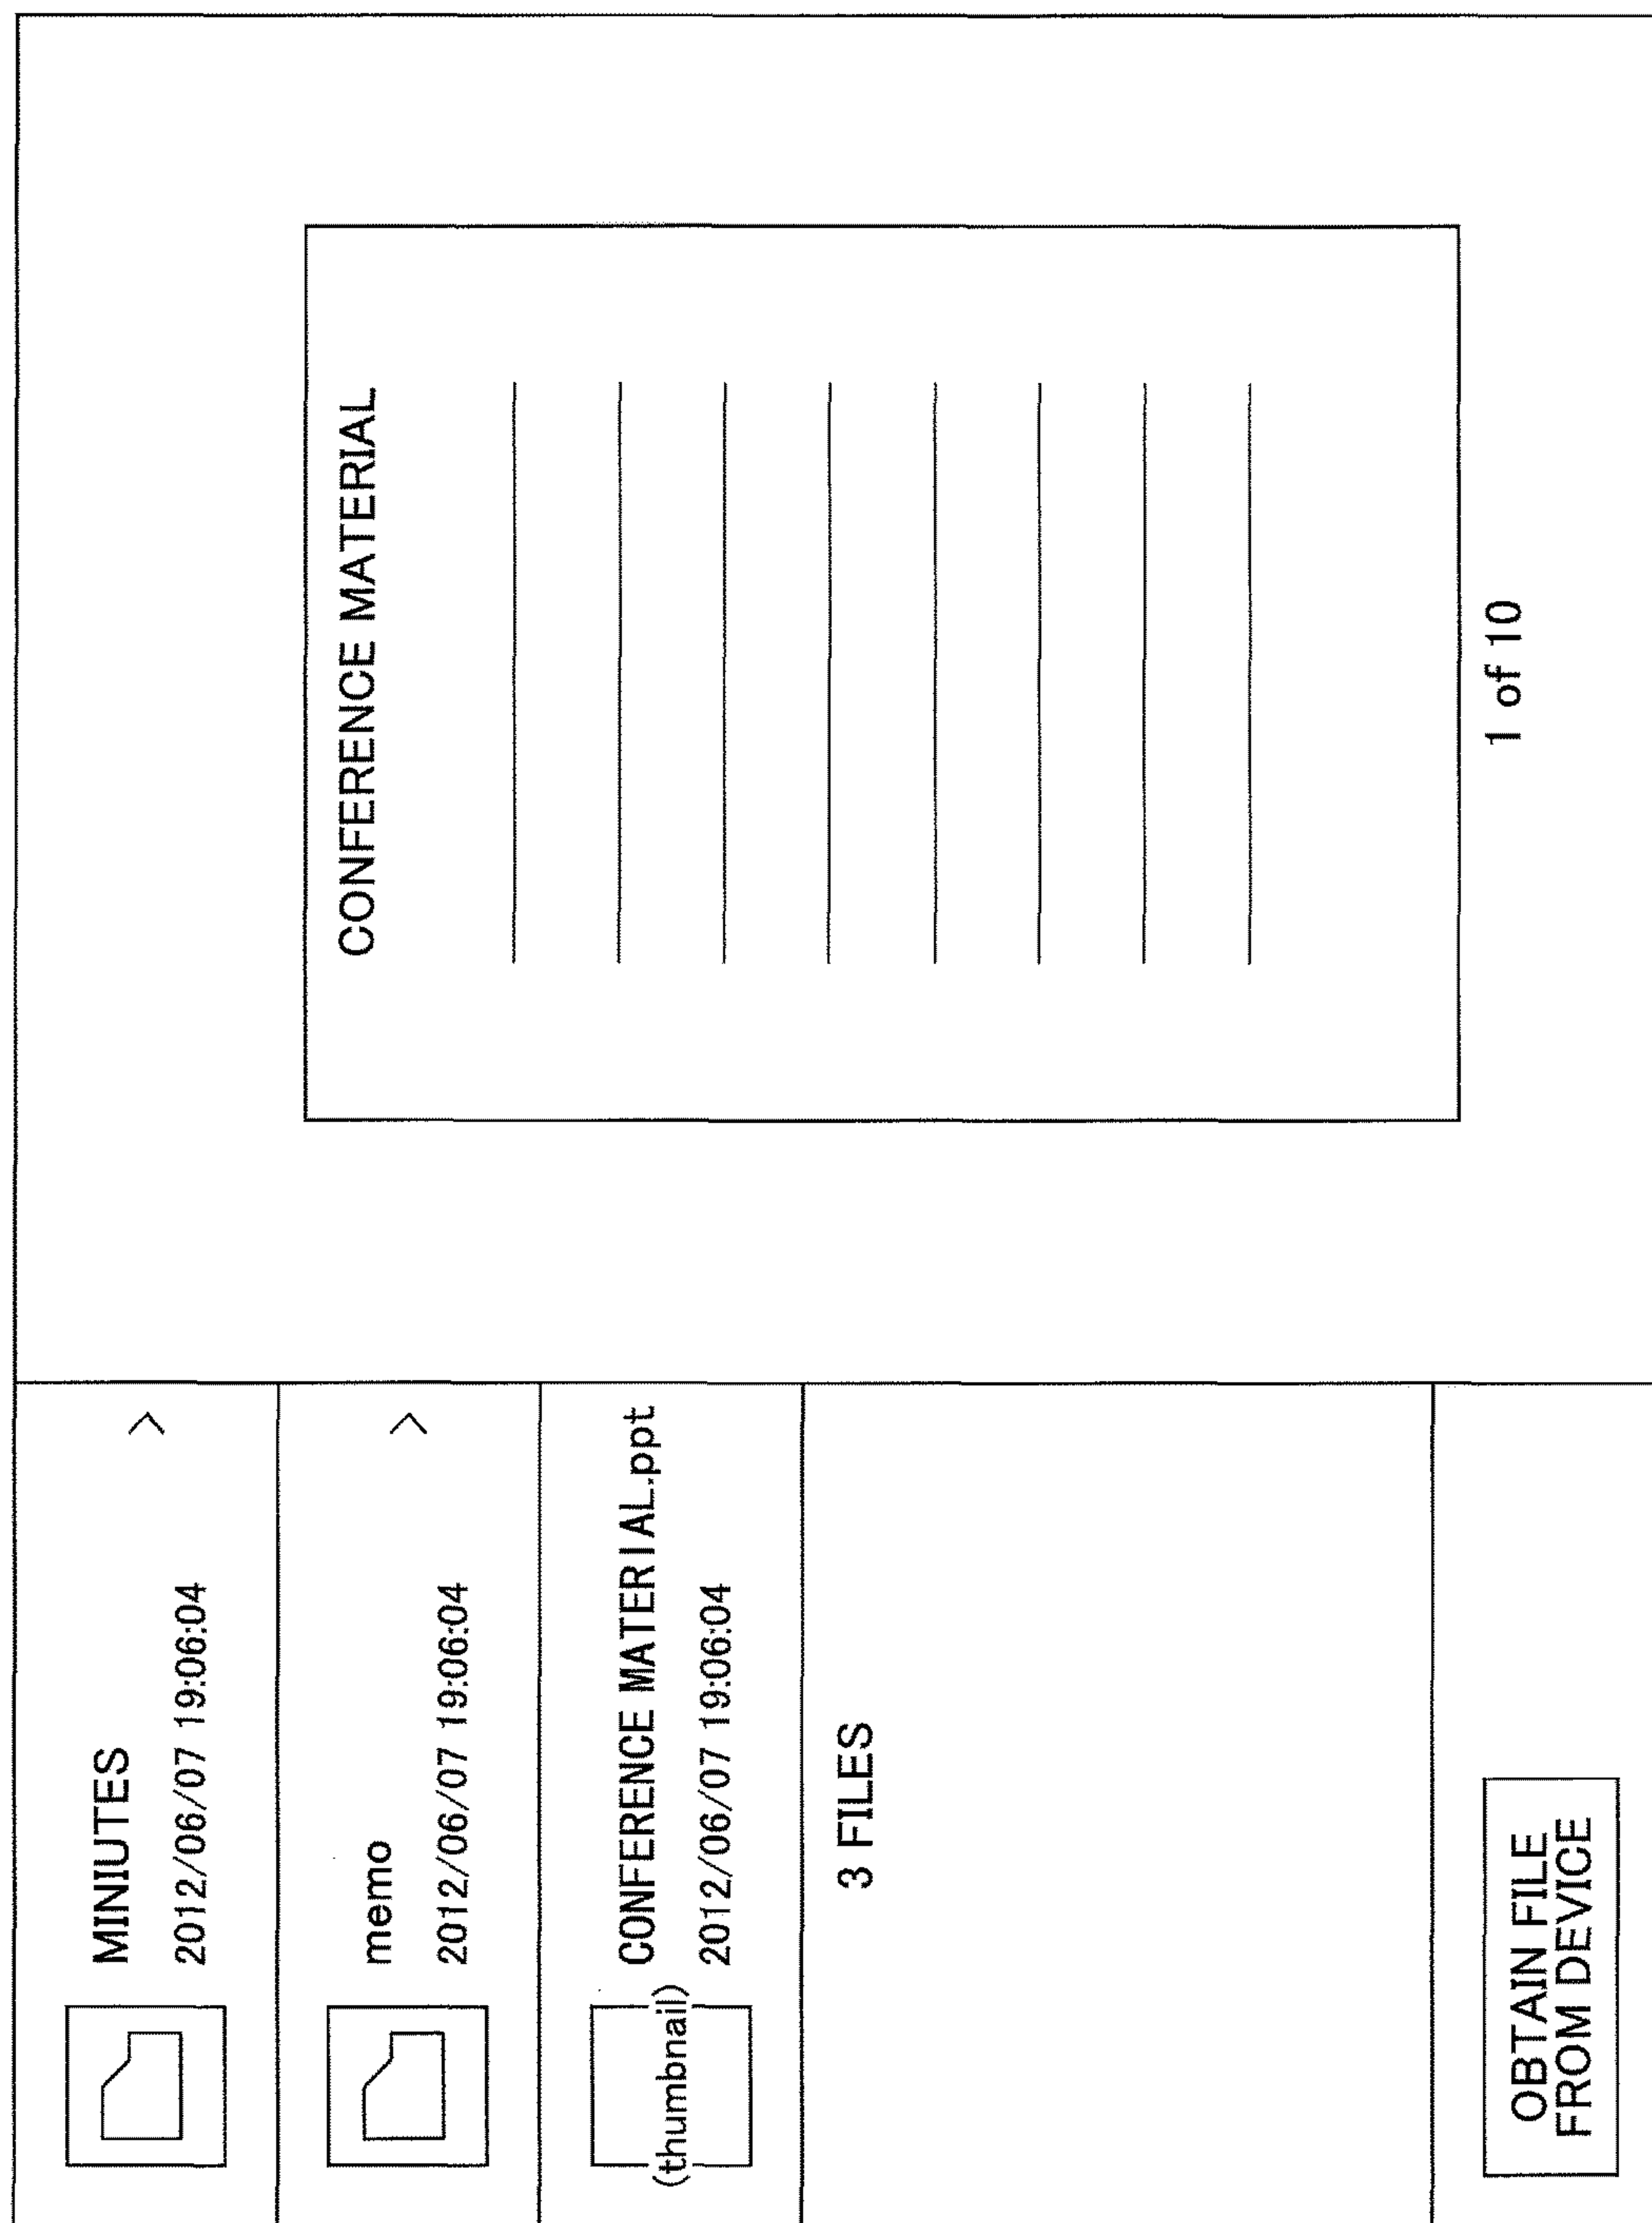 MINIUTES
2012/06/07 19:06:04
>
memo
2012/06/07 19:06:04
>
(thumbnail)
CONFERENCE MATERIAL.ppt
2012/06/07 19:06:04
3 FILES
OBTAIN FILE
FROM DEVICE
CONFERENCE MATERIAL
1 of 10